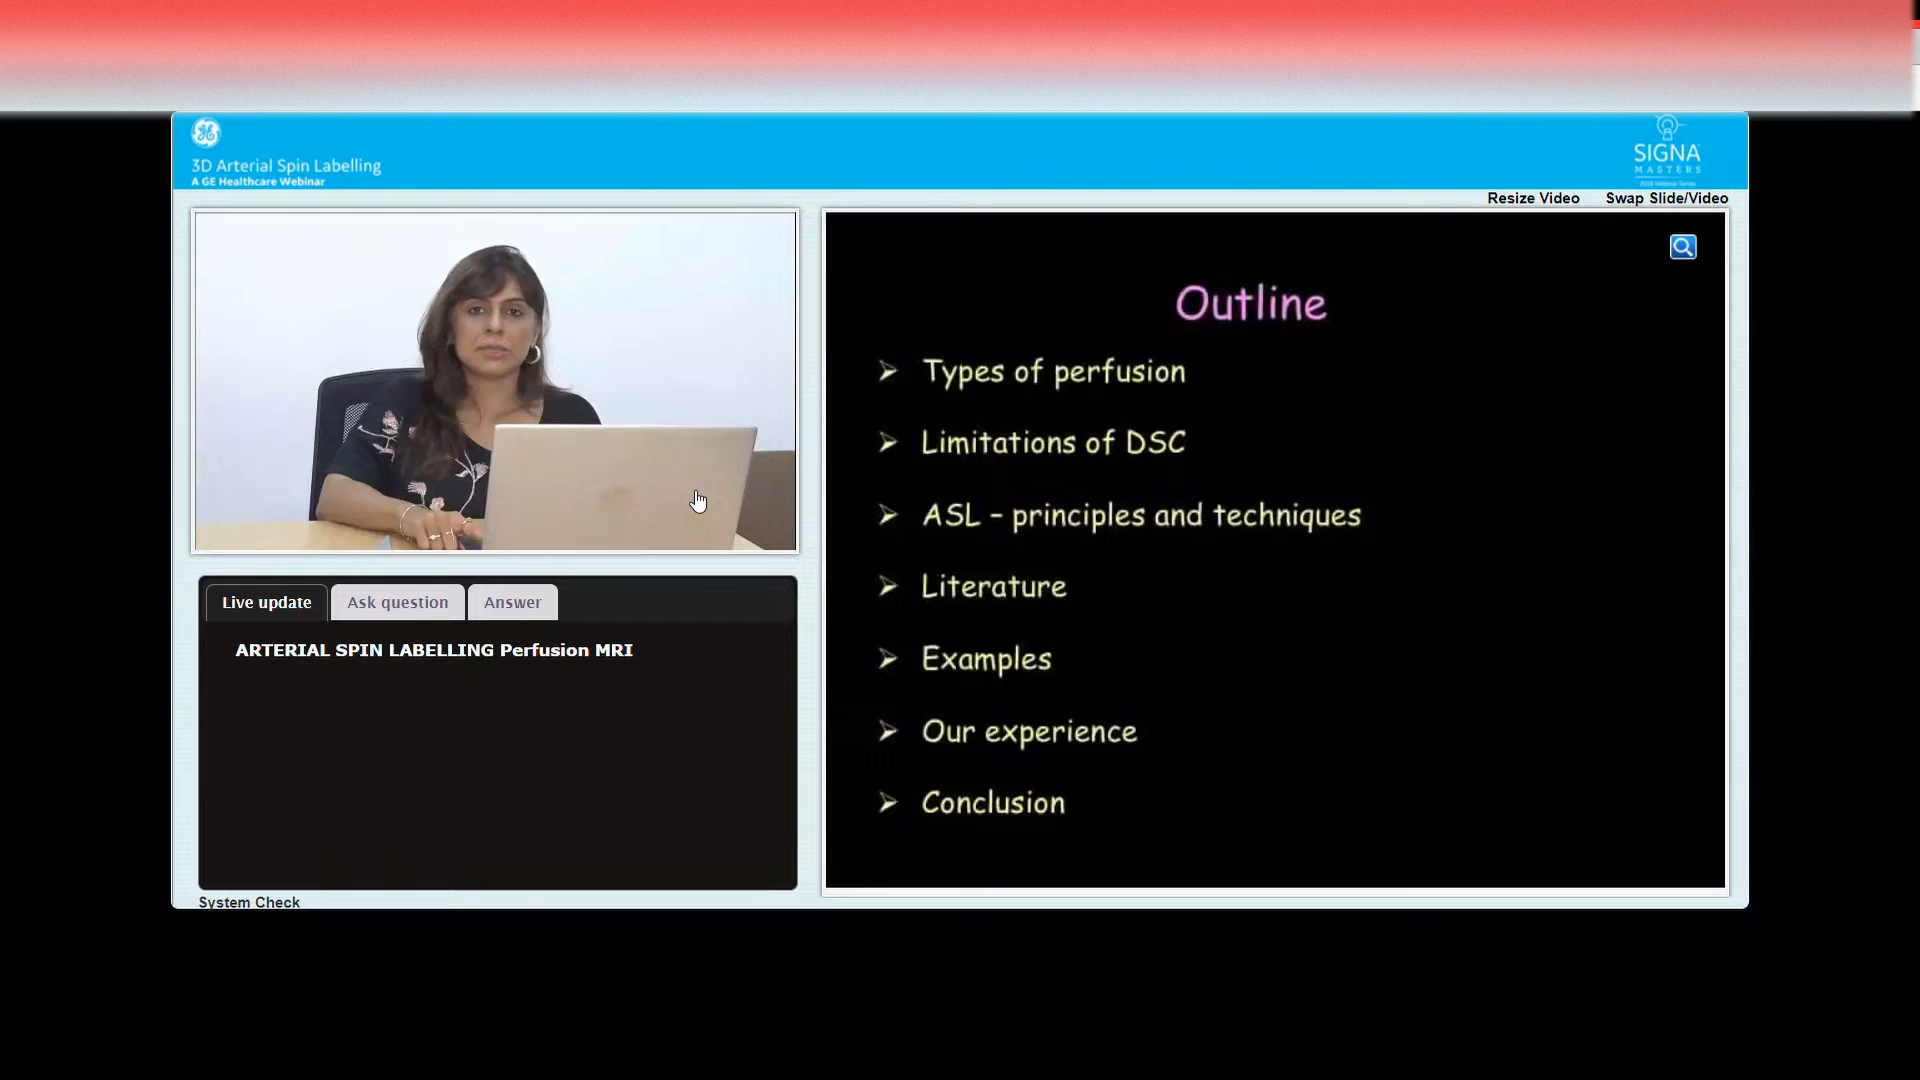 3D Arterial Spin Labelling
A GE Healthcare Webinar
SIGNA
MASTERS
Resize Video
Swap Slide/Video
Outline
Types of perfusion
Limitations of DSC
ASL – principles and techniques
Literature
Examples
Our experience
Conclusion
Live update
Ask question
Answer
ARTERIAL SPIN LABELLING Perfusion MRI
System Check